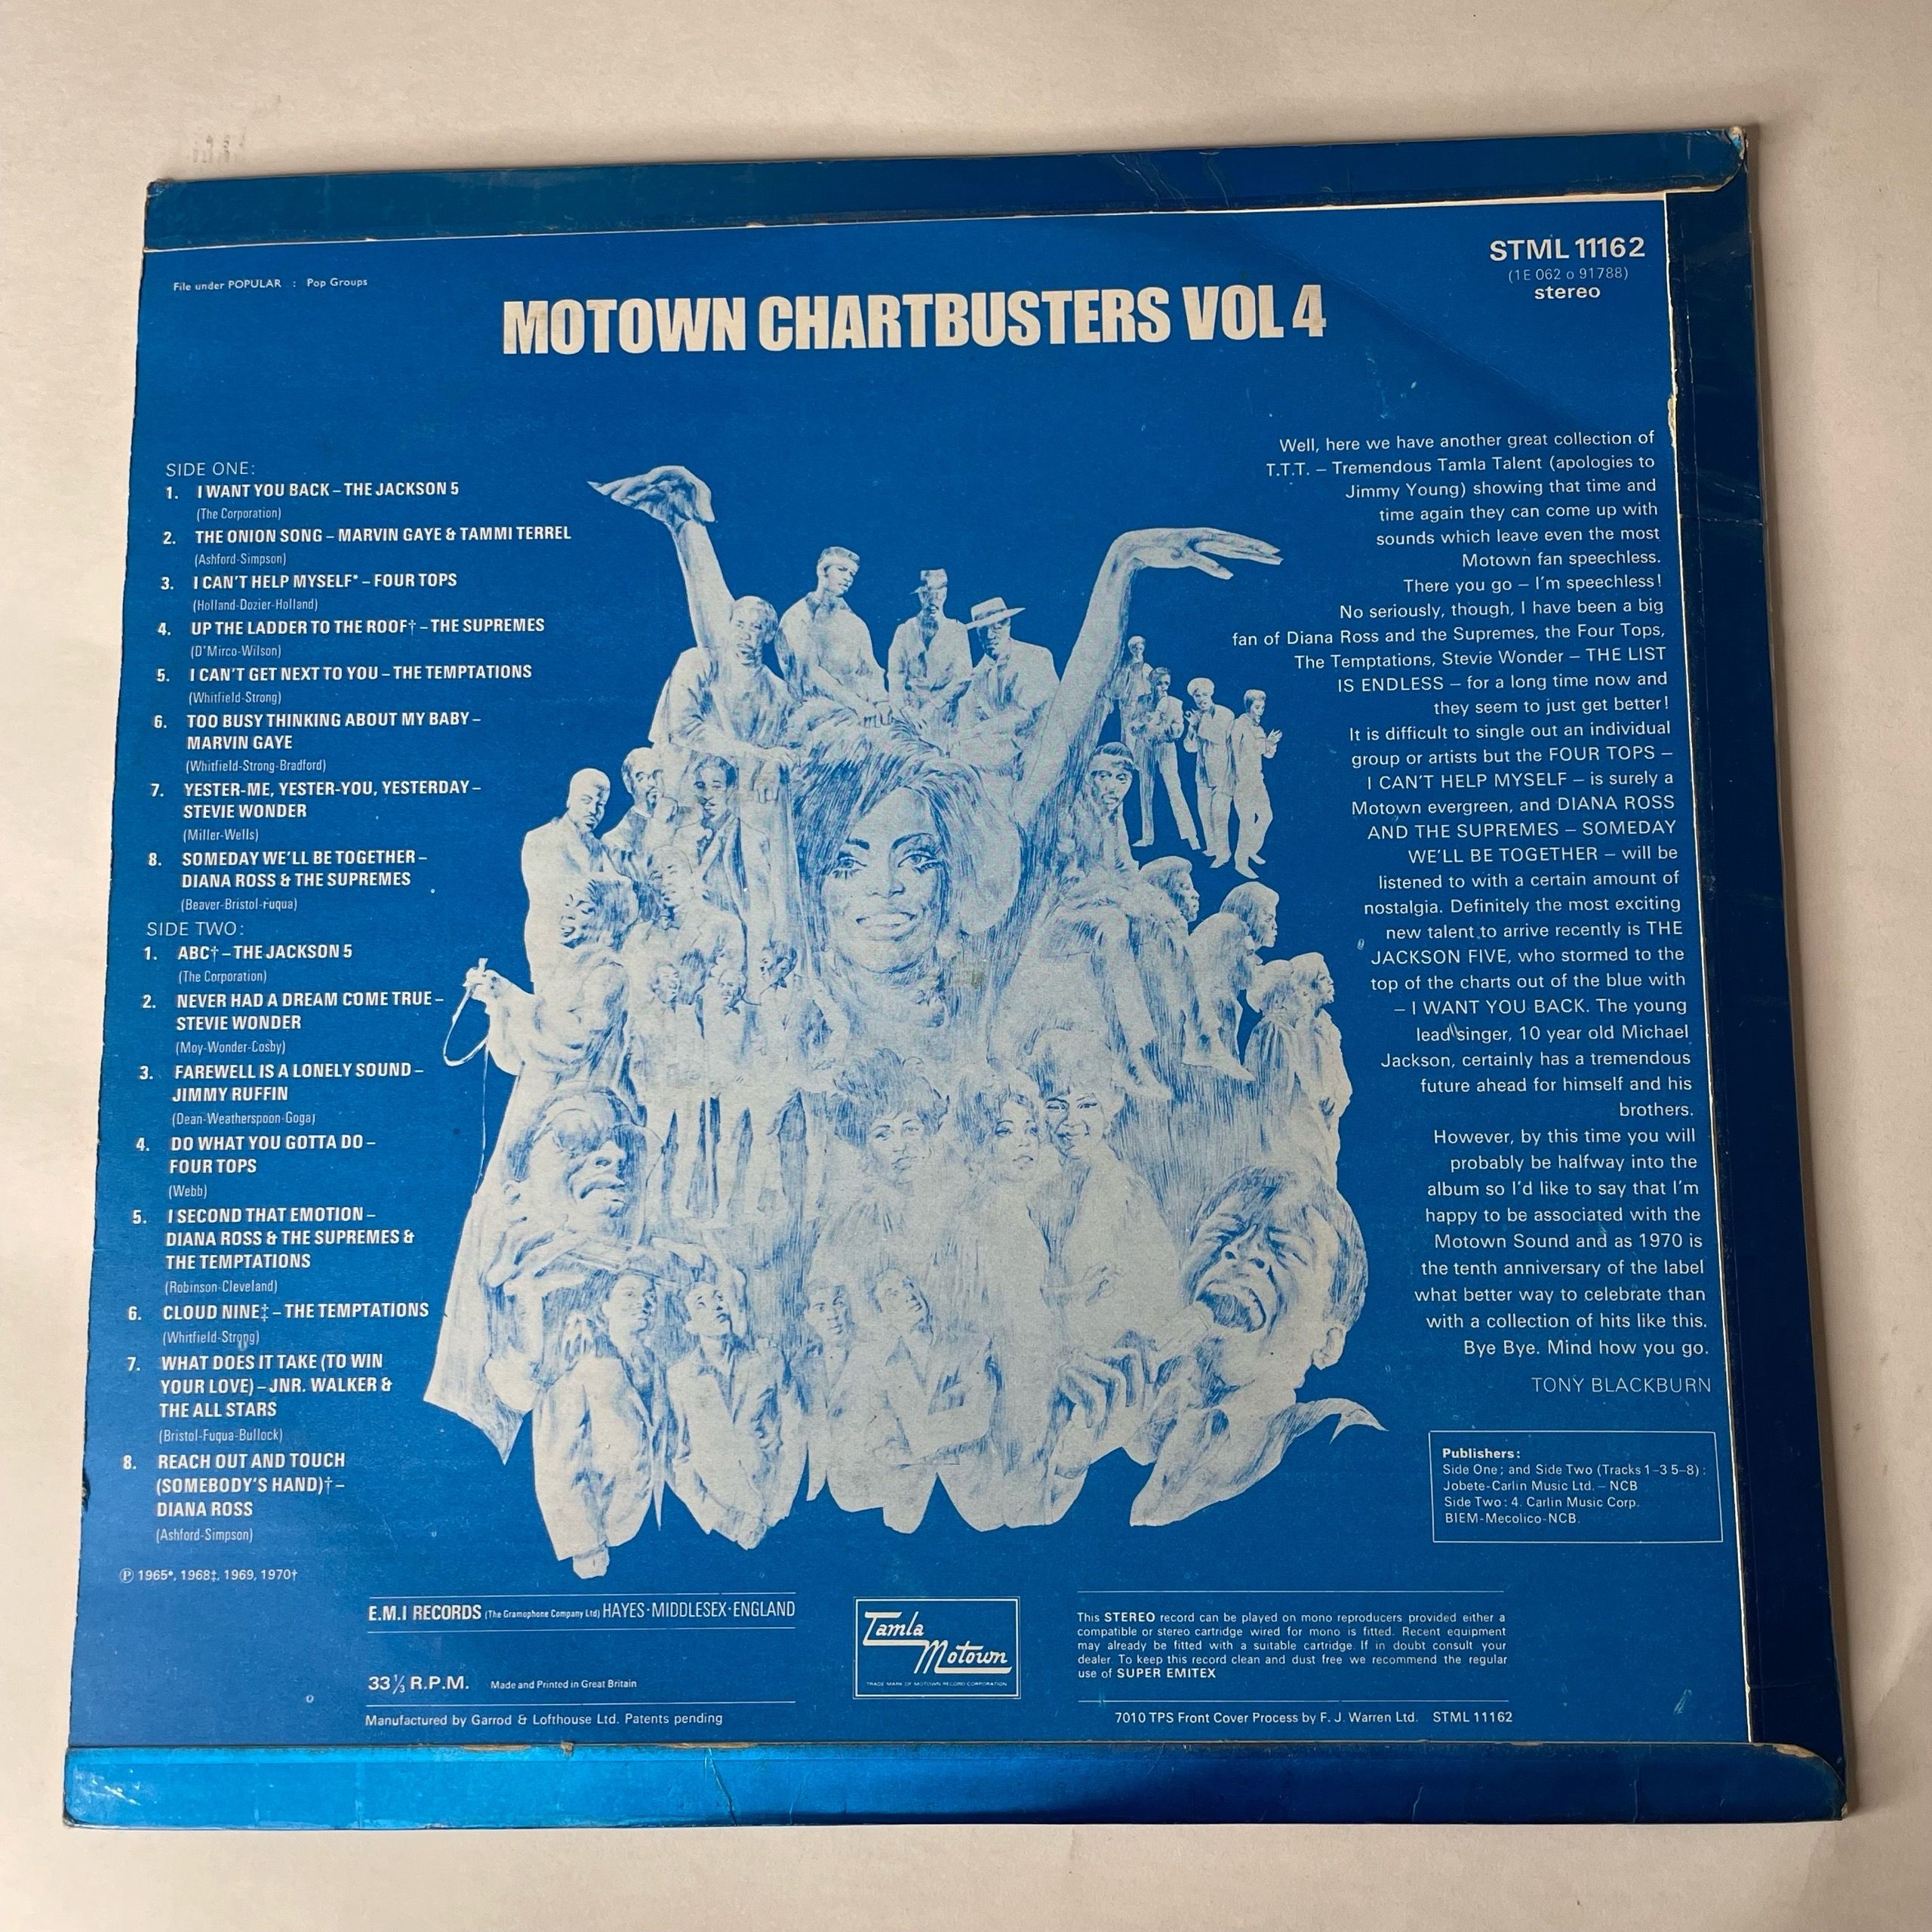 File under POPULAR : Pop Groups
STML 11162
(1E 062 o 91788)
stereo
MOTOWN CHARTBUSTERS VOL 4
SIDE ONE:
1. I WANT YOU BACK – THE JACKSON 5
(The Corporation)
2. THE ONION SONG – MARVIN GAYE & TAMMI TERREL
(Ashford-Simpson)
3. I CAN'T HELP MYSELF* – FOUR TOPS
(Holland-Dozier-Holland)
4. UP THE LADDER TO THE ROOF† – THE SUPREMES
(D'Mirco-Wilson)
5. I CAN'T GET NEXT TO YOU – THE TEMPTATIONS
(Whitfield-Strong)
6. TOO BUSY THINKING ABOUT MY BABY –
MARVIN GAYE
(Whitfield-Strong-Bradford)
7. YESTER-ME, YESTER-YOU, YESTERDAY –
STEVIE WONDER
(Miller-Wells)
8. SOMEDAY WE'LL BE TOGETHER –
DIANA ROSS & THE SUPREMES
(Beaver-Bristol-Fuqua)
SIDE TWO:
1. ABC† – THE JACKSON 5
(The Corporation)
2. NEVER HAD A DREAM COME TRUE –
STEVIE WONDER
(Moy-Wonder-Cosby)
3. FAREWELL IS A LONELY SOUND –
JIMMY RUFFIN
(Dean-Weatherspoon-Goga)
4. DO WHAT YOU GOTTA DO –
FOUR TOPS
(Webb)
5. I SECOND THAT EMOTION –
DIANA ROSS & THE SUPREMES &
THE TEMPTATIONS
(Robinson-Cleveland)
6. CLOUD NINE‡ – THE TEMPTATIONS
(Whitfield-Strong)
7. WHAT DOES IT TAKE (TO WIN
YOUR LOVE) – JNR. WALKER &
THE ALL STARS
(Bristol-Fuqua-Bullock)
8. REACH OUT AND TOUCH
(SOMEBODY'S HAND)† –
DIANA ROSS
(Ashford-Simpson)
℗ 1965*, 1968‡, 1969, 1970†
Well, here we have another great collection of
T.T.T. – Tremendous Tamla Talent (apologies to
Jimmy Young) showing that time and
time again they can come up with
sounds which leave even the most
Motown fan speechless.
There you go – I'm speechless!
No seriously, though, I have been a big
fan of Diana Ross and the Supremes, the Four Tops,
The Temptations, Stevie Wonder – THE LIST
IS ENDLESS – for a long time now and
they seem to just get better!
It is difficult to single out an individual
group or artists but the FOUR TOPS –
I CAN'T HELP MYSELF – is surely a
Motown evergreen, and DIANA ROSS
AND THE SUPREMES – SOMEDAY
WE'LL BE TOGETHER – will be
listened to with a certain amount of
nostalgia. Definitely the most exciting
new talent to arrive recently is THE
JACKSON FIVE, who stormed to the
top of the charts out of the blue with
– I WANT YOU BACK. The young
lead singer, 10 year old Michael
Jackson, certainly has a tremendous
future ahead for himself and his
brothers.
However, by this time you will
probably be halfway into the
album so I'd like to say that I'm
happy to be associated with the
Motown Sound and as 1970 is
the tenth anniversary of the label
what better way to celebrate than
with a collection of hits like this.
Bye Bye. Mind how you go.
TONY BLACKBURN
Publishers:
Side One; and Side Two (Tracks 1–3 5–8):
Jobete-Carlin Music Ltd. – NCB
Side Two: 4. Carlin Music Corp.
BIEM-Mecolico-NCB.
E.M.I RECORDS (The Gramophone Company Ltd) HAYES·MIDDLESEX·ENGLAND
33⅓ R.P.M. Made and Printed in Great Britain
Manufactured by Garrod & Lofthouse Ltd. Patents pending
Tamla
Motown
TRADE MARK OF MOTOWN RECORD CORPORATION
This STEREO record can be played on mono reproducers provided either a
compatible or stereo cartridge wired for mono is fitted. Recent equipment
may already be fitted with a suitable cartridge. If in doubt consult your
dealer. To keep this record clean and dust free we recommend the regular
use of SUPER EMITEX
7010 TPS Front Cover Process by F. J. Warren Ltd. STML 11162